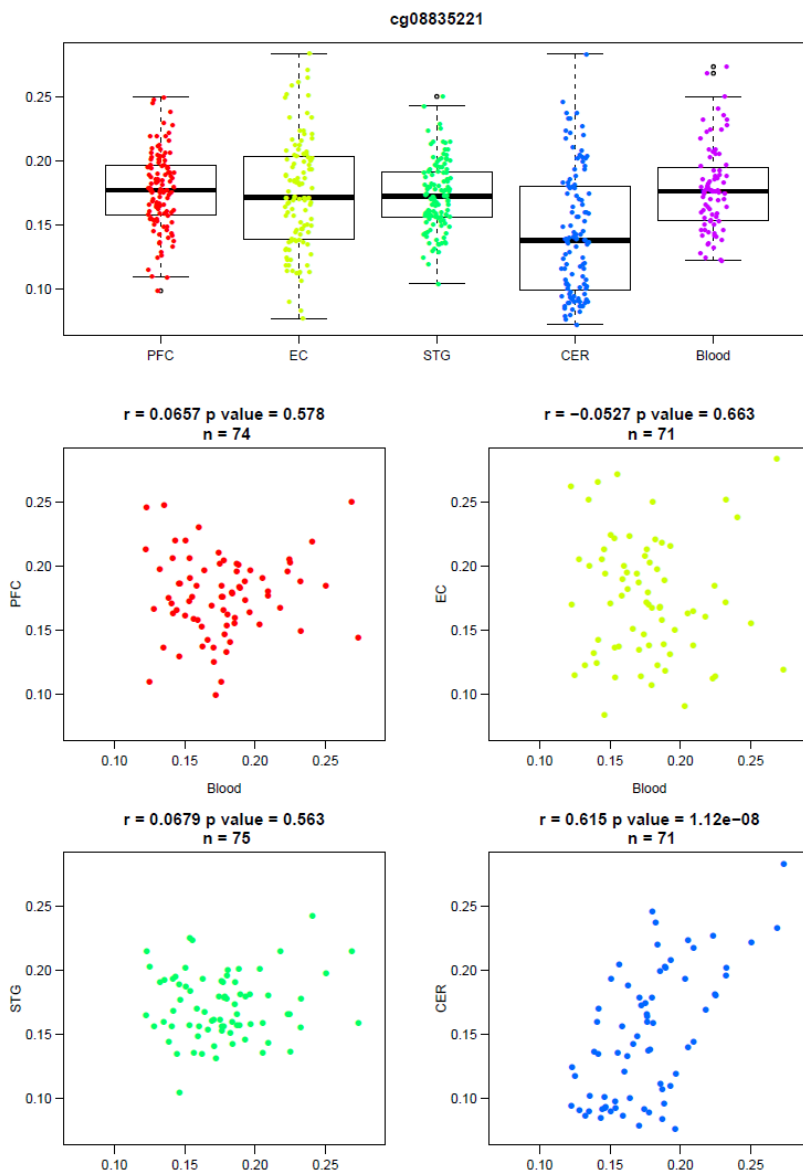 cg08835221
0.25
0.20
0.15
0.10
PFC EC STG CER Blood
r = 0.0657 p value = 0.578
n = 74
0.25
0.20
0.15
0.10
PFC
0.10 0.15 0.20 0.25
Blood
r = −0.0527 p value = 0.663
n = 71
0.25
0.20
0.15
0.10
EC
0.10 0.15 0.20 0.25
Blood
r = 0.0679 p value = 0.563
n = 75
0.25
0.20
0.15
0.10
STG
0.10 0.15 0.20 0.25
r = 0.615 p value = 1.12e−08
n = 71
0.25
0.20
0.15
0.10
CER
0.10 0.15 0.20 0.25